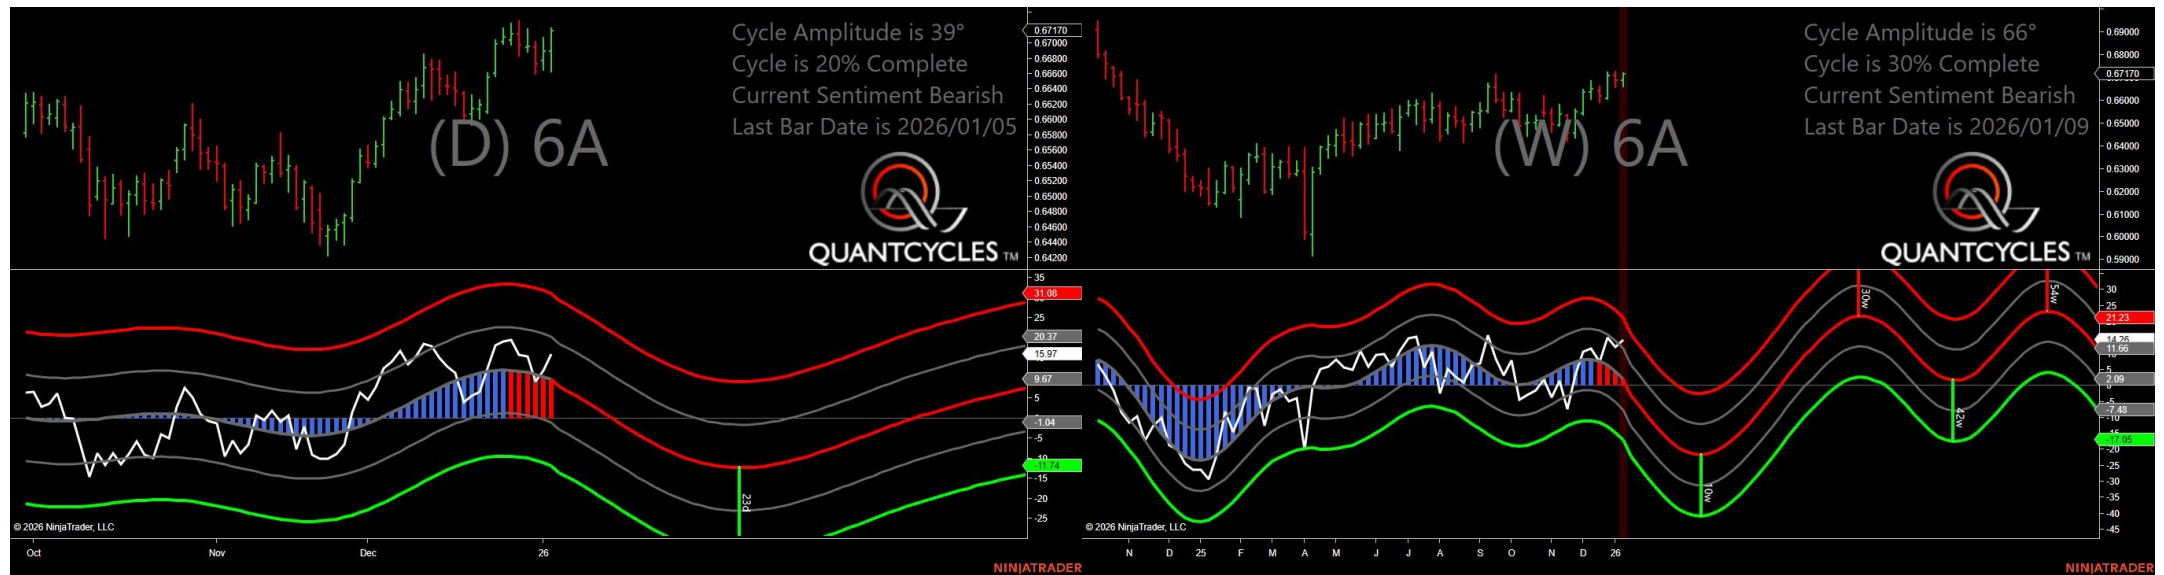 Cycle Amplitude is 39°
Cycle is 20% Complete
Current Sentiment Bearish
Last Bar Date is 2026/01/05
(D) 6A
QUANTCYCLES TM
0.67170
0.67000
0.66800
0.66600
0.66400
0.66200
0.66000
0.65800
0.65600
0.65400
0.65200
0.65000
0.64800
0.64600
0.64400
0.64200
35
31.08
25
20.37
15.97
9.67
5
-1.04
-5
-11.74
-15
-20
-25
23d
© 2026 NinjaTrader, LLC
Oct
Nov
Dec
26
NINJATRADER
Cycle Amplitude is 66°
Cycle is 30% Complete
Current Sentiment Bearish
Last Bar Date is 2026/01/09
(W) 6A
QUANTCYCLES TM
0.69000
0.68000
0.67170
0.66000
0.65000
0.64000
0.63000
0.62000
0.61000
0.60000
0.59000
30
25
21.23
14.26
11.66
2.09
-5
-7.48
-10
-17.05
-20
-25
-30
-35
-40
-45
10w
30w
42w
54w
© 2026 NinjaTrader, LLC
N
D
25
F
M
A
M
J
J
A
S
O
N
D
26
NINJATRADER